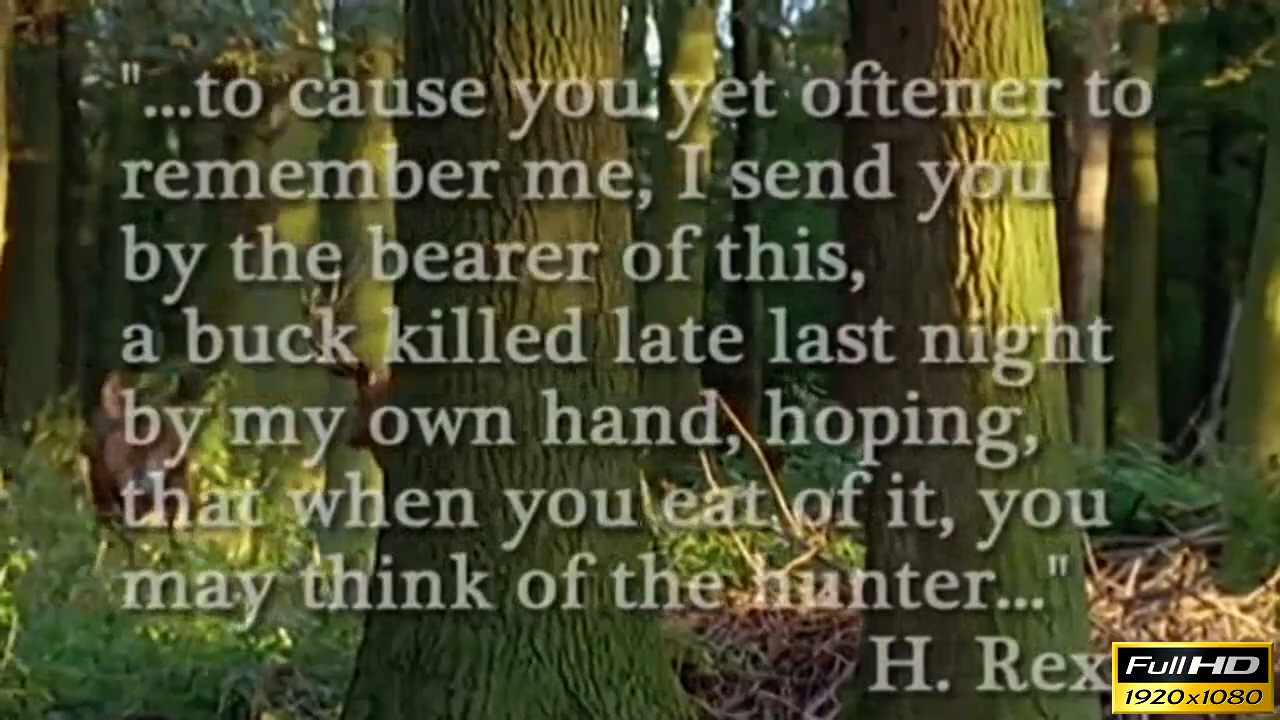 "...to cause you yet oftener to
remember me, I send you
by the bearer of this,
a buck killed late last night
by my own hand, hoping,
that when you eat of it, you
may think of the hunter..."
H. Rex
Full HD
1920x1080